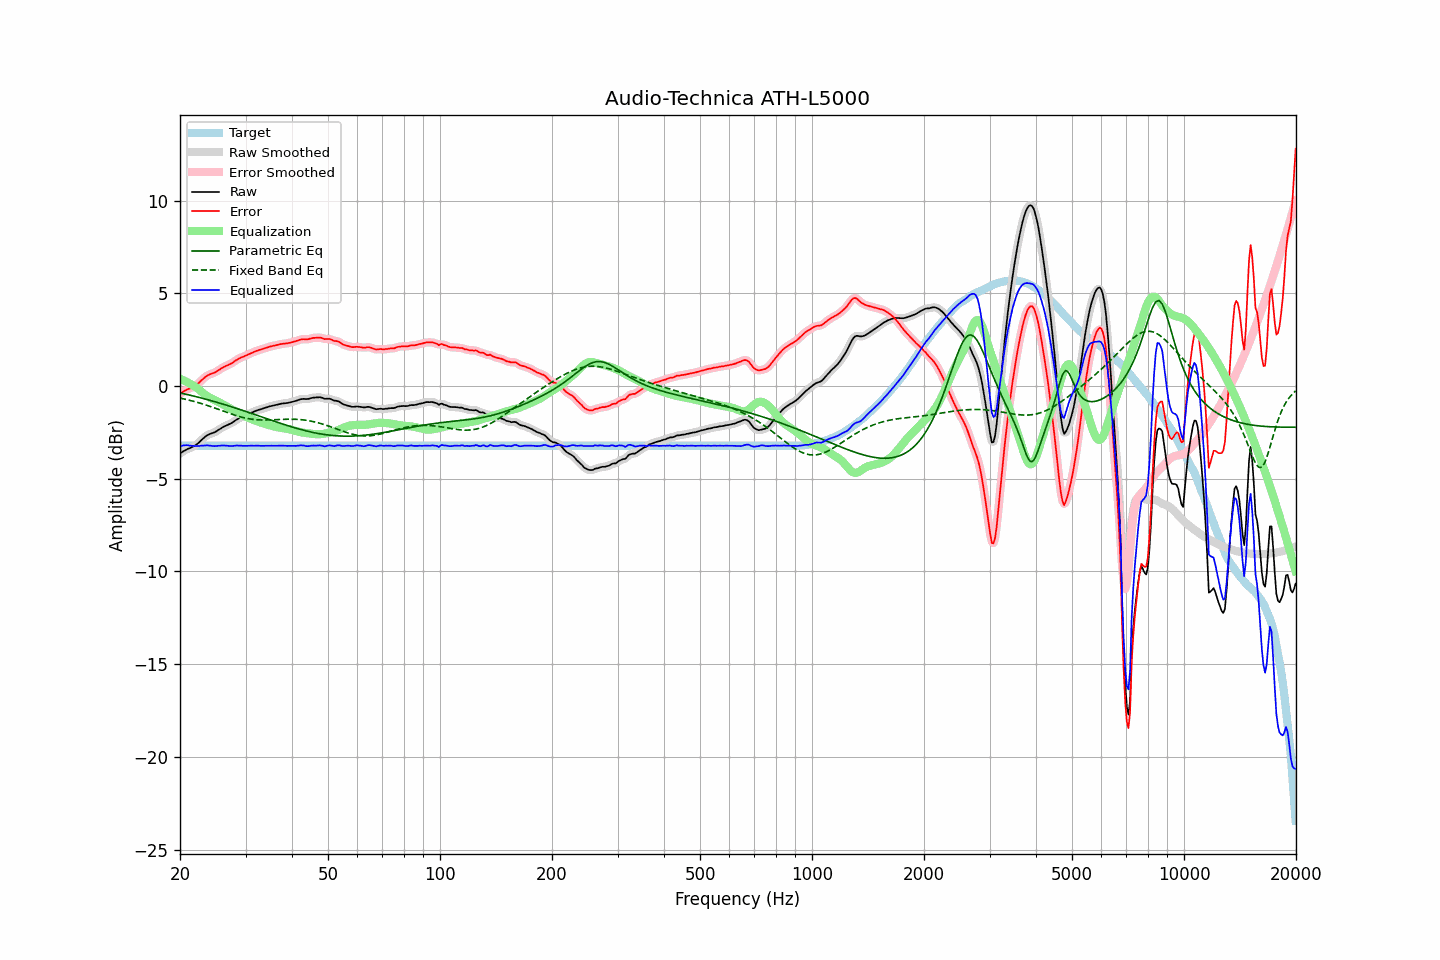 Audio-Technica ATH-L5000
Target
Raw Smoothed
Error Smoothed
Raw
Error
Equalization
Parametric Eq
Fixed Band Eq
Equalized
10
5
0
−5
−10
−15
−20
−25
Amplitude (dBr)
20 50 100 200 500 1000 2000 5000 10000 20000
Frequency (Hz)